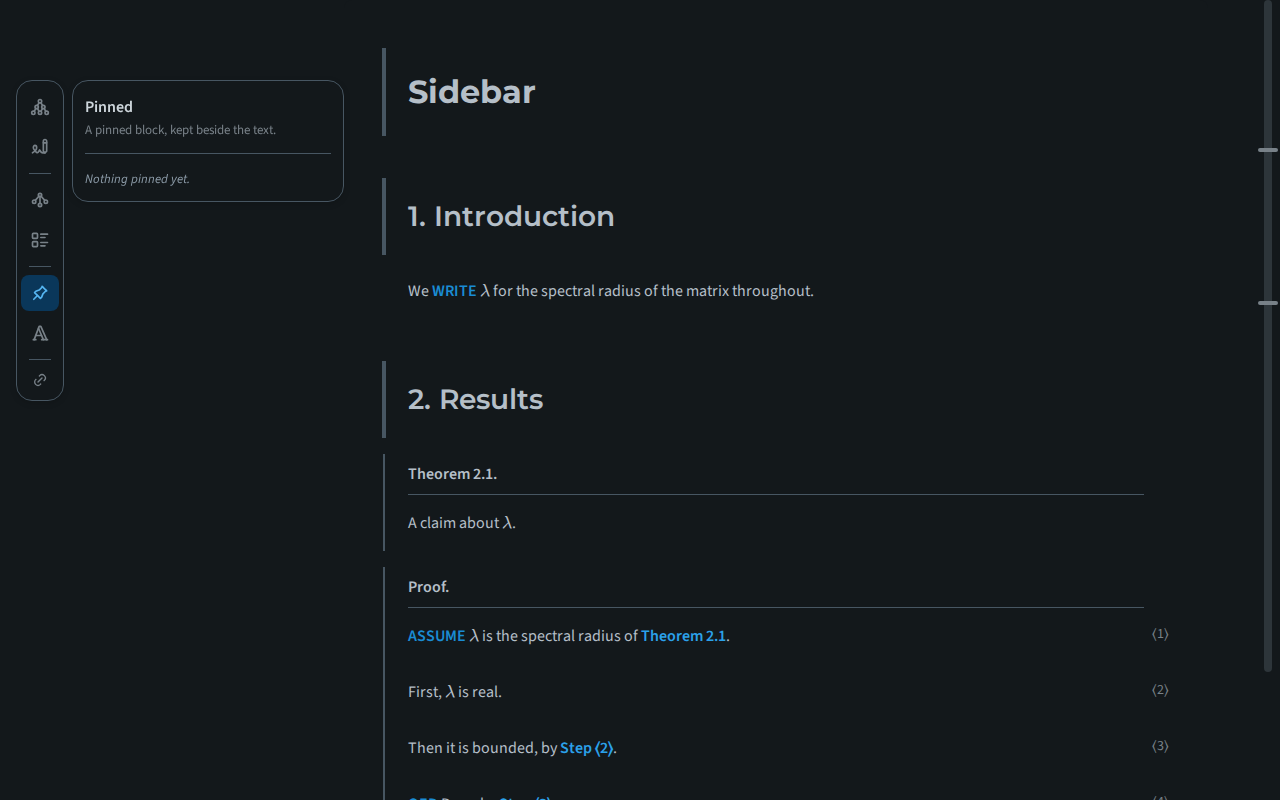 Pinned
A pinned block, kept beside the text.
Nothing pinned yet.
Sidebar
1. Introduction
We WRITE λ for the spectral radius of the matrix throughout.
2. Results
Theorem 2.1.
A claim about λ.
Proof.
ASSUME λ is the spectral radius of Theorem 2.1. ⟨1⟩
First, λ is real. ⟨2⟩
Then it is bounded, by Step ⟨2⟩. ⟨3⟩